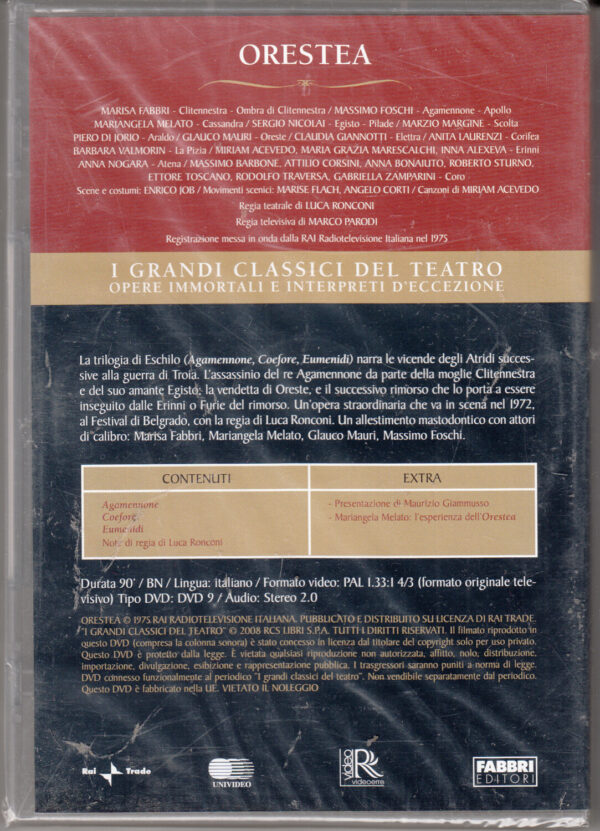 ORESTEA
MARISA FABBRI - Clitennestra - Ombra di Clitennestra / MASSIMO FOSCHI - Agamennone - Apollo
MARIANGELA MELATO - Cassandra / SERGIO NICOLAI - Egisto - Pilade / MARZIO MARGINE - Scolta
PIERO DI JORIO - Araldo / GLAUCO MAURI - Oreste / CLAUDIA GIANNOTTI - Elettra / ANITA LAURENZI - Corifea
BARBARA VALMORIN - La Pizia / MIRIAM ACEVEDO, MARIA GRAZIA MARESCALCHI, INNA ALEXEVA - Erinni
ANNA NOGARA - Atena / MASSIMO BARBONE, ATTILIO CORSINI, ANNA BONAIUTO, ROBERTO STURNO,
ETTORE TOSCANO, RODOLFO TRAVERSA, GABRIELLA ZAMPARINI - Coro
Scene e costumi: ENRICO JOB / Movimenti scenici: MARISE FLACH, ANGELO CORTI / Canzoni di MIRIAM ACEVEDO
Regia teatrale di LUCA RONCONI
Regia televisiva di MARCO PARODI
Registrazione messa in onda dalla RAI Radiotelevisione Italiana nel 1975
I GRANDI CLASSICI DEL TEATRO
OPERE IMMORTALI E INTERPRETI D'ECCEZIONE
La trilogia di Eschilo (Agamennone, Coefore, Eumenidi) narra le vicende degli Atridi succes-
sive alla guerra di Troia. L'assassinio del re Agamennone da parte della moglie Clitennestra
e del suo amante Egisto; la vendetta di Oreste, e il successivo rimorso che lo porta a essere
inseguito dalle Erinni o Furie del rimorso. Un'opera straordinaria che va in scena nel 1972,
al Festival di Belgrado, con la regia di Luca Ronconi. Un allestimento mastodontico con attori
di calibro: Marisa Fabbri, Mariangela Melato, Glauco Mauri, Massimo Foschi.
CONTENUTI
Agamennone
Coefore
Eumenidi
Note di regia di Luca Ronconi
EXTRA
- Presentazione di Maurizio Giammusso
- Mariangela Melato: l'esperienza dell'Orestea
Durata 90' / BN / Lingua: italiano / Formato video: PAL 1.33:1 4/3 (formato originale tele-
visivo) Tipo DVD: DVD 9 / Audio: Stereo 2.0
ORESTEA © 1975 RAI RADIOTELEVISIONE ITALIANA. PUBBLICATO E DISTRIBUITO SU LICENZA DI RAI TRADE.
"I GRANDI CLASSICI DEL TEATRO" © 2008 RCS LIBRI S.P.A. TUTTI I DIRITTI RISERVATI. Il filmato riprodotto in
questo DVD (compresa la colonna sonora) è stato concesso in licenza dal titolare del copyright solo per uso privato.
Questo DVD è protetto dalla legge. È vietata qualsiasi riproduzione non autorizzata, affitto, nolo, distribuzione,
importazione, divulgazione, esibizione e rappresentazione pubblica. I trasgressori saranno puniti a norma di legge.
DVD connesso funzionalmente al periodico "I grandi classici del teatro". Non vendibile separatamente dal periodico.
Questo DVD è fabbricato nella UE. VIETATO IL NOLEGGIO
Rai Trade
UNIVIDEO
video
R
videoerre
FABBRI
EDITORI